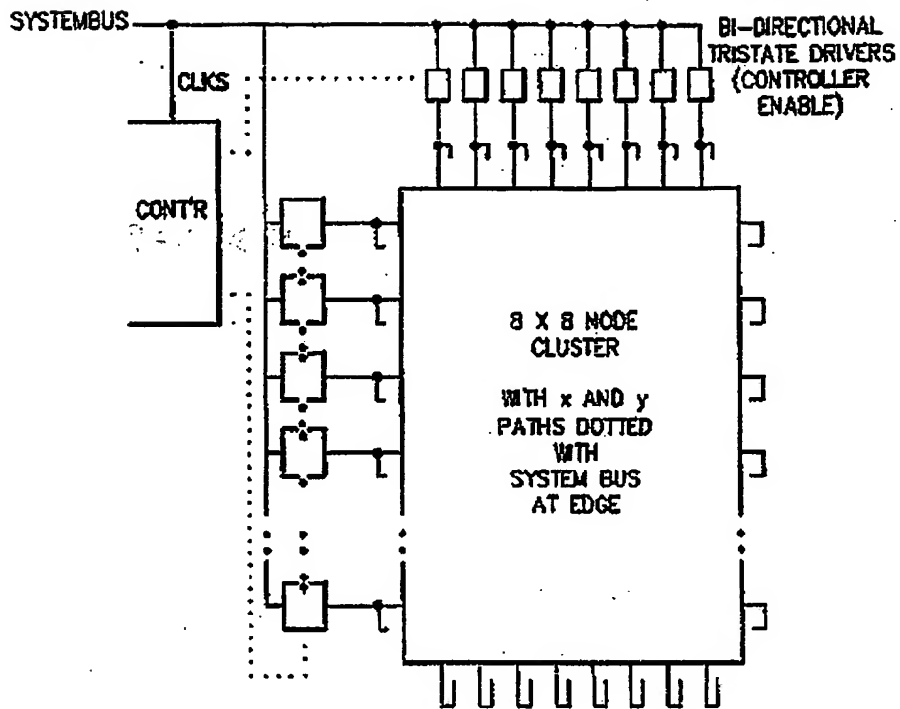 SYSTEMBUS
BI-DIRECTIONAL
TRISTATE DRIVERS
(CONTROLLER
ENABLE)
CLKS
CONT'R
8 X 8 NODE
CLUSTER
WITH x AND y
PATHS DOTTED
WITH
SYSTEM BUS
AT EDGE